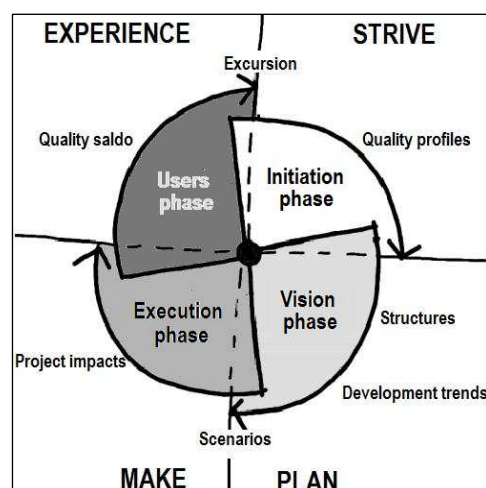 EXPERIENCE
STRIVE
Excursion
Quality saldo
Quality profiles
Users
phase
Initiation
phase
Execution
phase
Vision
phase
Structures
Project impacts
Development trends
Scenarios
MAKE
PLAN